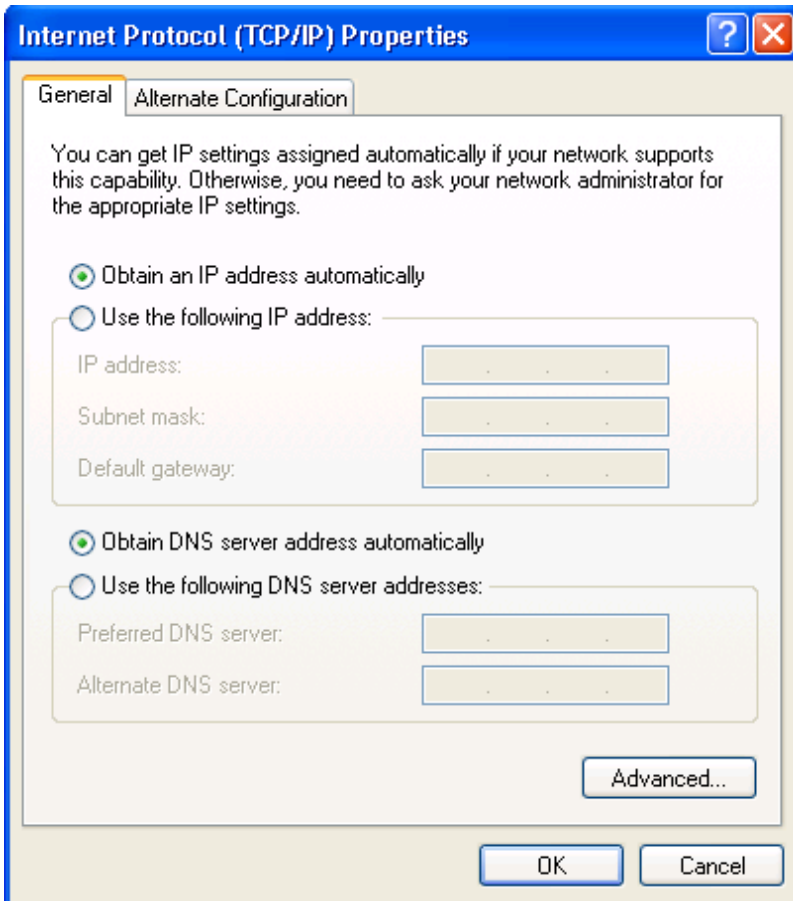 Internet Protocol (TCP/IP) Properties
General
Alternate Configuration
You can get IP settings assigned automatically if your network supports
this capability. Otherwise, you need to ask your network administrator for
the appropriate IP settings.
Obtain an IP address automatically
Use the following IP address:
IP address:
Subnet mask:
Default gateway:
Obtain DNS server address automatically
Use the following DNS server addresses:
Preferred DNS server:
Alternate DNS server:
Advanced...
OK
Cancel